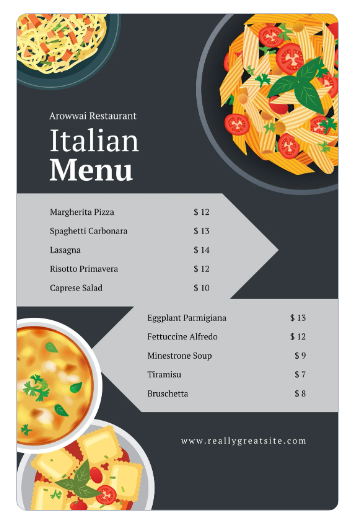 Arowwai Restaurant
Italian
Menu
Margherita Pizza $ 12
Spaghetti Carbonara $ 13
Lasagna $ 14
Risotto Primavera $ 12
Caprese Salad $ 10
Eggplant Parmigiana $ 13
Fettuccine Alfredo $ 12
Minestrone Soup $ 9
Tiramisu $ 7
Bruschetta $ 8
www.reallygreatsite.com